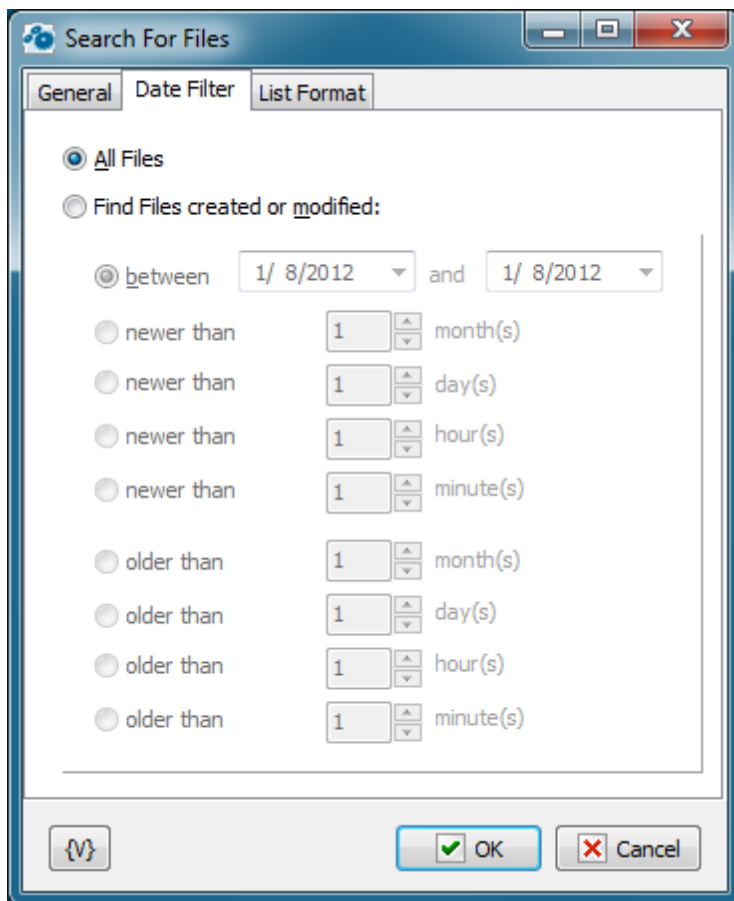 Search For Files
General Date Filter List Format
All Files
Find Files created or modified:
between 1/ 8/2012 and 1/ 8/2012
newer than 1 month(s)
newer than 1 day(s)
newer than 1 hour(s)
newer than 1 minute(s)
older than 1 month(s)
older than 1 day(s)
older than 1 hour(s)
older than 1 minute(s)
{V} OK Cancel